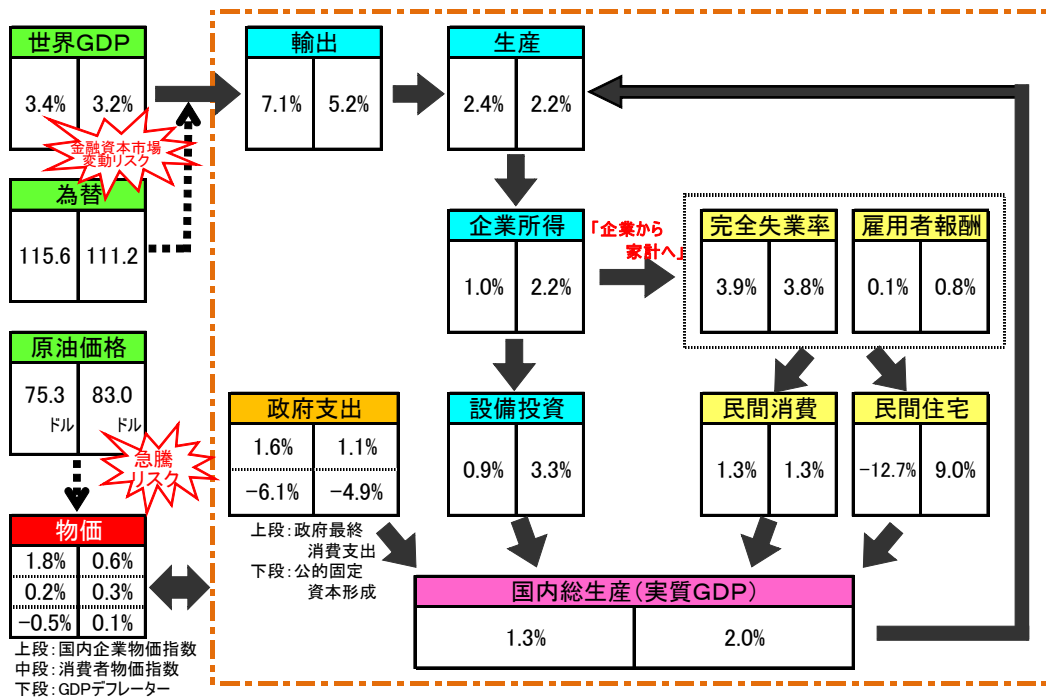 世界GDP
3.4% 3.2%
金融資本市場
変動リスク
為替
115.6 111.2
原油価格
75.3 83.0
ドル ドル
急騰
リスク
物価
1.8% 0.6%
0.2% 0.3%
−0.5% 0.1%
上段:国内企業物価指数
中段:消費者物価指数
下段:GDPデフレーター
輸出
7.1% 5.2%
生産
2.4% 2.2%
企業所得
1.0% 2.2%
「企業から
家計へ」
完全失業率
3.9% 3.8%
雇用者報酬
0.1% 0.8%
政府支出
1.6% 1.1%
−6.1% −4.9%
上段:政府最終
消費支出
下段:公的固定
資本形成
設備投資
0.9% 3.3%
民間消費
1.3% 1.3%
民間住宅
−12.7% 9.0%
国内総生産(実質GDP)
1.3% 2.0%